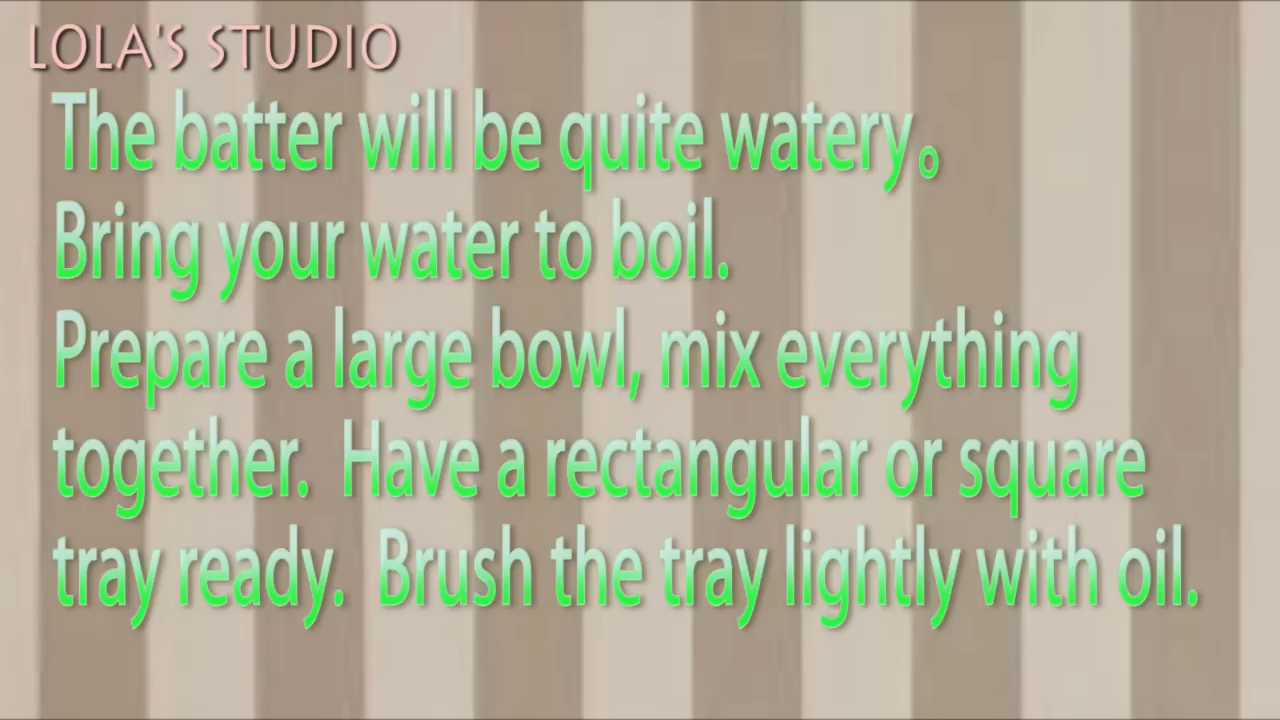 LOLA'S STUDIO
The batter will be quite watery。
Bring your water to boil.
Prepare a large bowl, mix everything
together.  Have a rectangular or square
tray ready.  Brush the tray lightly with oil.